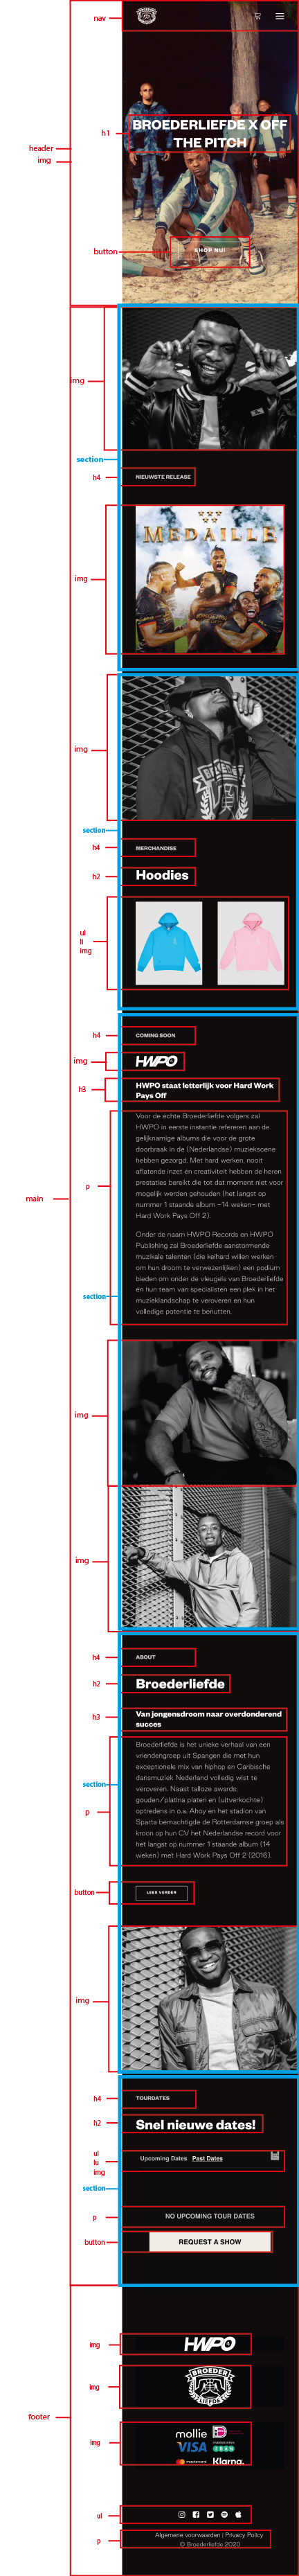 nav
h1
BROEDERLIEFDE X OFF
THE PITCH
header
img
button
SHOP NU!
img
section
h4
NIEUWSTE RELEASE
img
MEDAILLE
img
section
h4
MERCHANDISE
h2
Hoodies
ul
li
img
h4
COMING SOON
img
HWPO
h3
HWPO staat letterlijk voor Hard Work
Pays Off
p
Voor de echte Broederliefde volgers zal
HWPO in eerste instantie refereren aan de
gelijknamige albums die voor de grote
doorbraak in de (Nederlandse) muziekscene
hebben gezorgd. Met hard werken, nooit
aflatende inzet en creativiteit hebben de heren
prestaties bereikt die tot dat moment niet voor
mogelijk werden gehouden (het langst op
nummer 1 staande album -14 weken- met
Hard Work Pays Off 2).
main
Onder de naam HWPO Records en HWPO
Publishing zal Broederliefde aanstormende
muzikale talenten (die keihard willen werken
om hun droom te verwezenlijken) een podium
bieden om onder de vleugels van Broederliefde
én hun team van specialisten een plek in het
muzieklandschap te veroveren en hun
volledige potentie te benutten.
section
img
img
h4
ABOUT
h2
Broederliefde
h3
Van jongensdroom naar overdonderend
succes
section
p
Broederliefde is het unieke verhaal van een
vriendengroep uit Spangen die met hun
exceptionele mix van hiphop en Caribische
dansmuziek Nederland volledig wist te
veroveren. Naast talloze awards,
gouden/platina platen en (uitverkochte)
optredens in o.a. Ahoy en het stadion van
Sparta bemachtigde de Rotterdamse groep als
kroon op hun CV het Nederlandse record voor
het langst op nummer 1 staande album (14
weken) met Hard Work Pays Off 2 (2016).
button
LEES VERDER
img
h4
TOURDATES
h2
Snel nieuwe dates!
ul
lu
img
Upcoming Dates Past Dates
section
p
NO UPCOMING TOUR DATES
button
REQUEST A SHOW
img
HWPO
img
BROEDER
LIEFDE
footer
img
mollie iDEAL
VISA
mastercard Klarna.
ul
p
Algemene voorwaarden | Privacy Policy
© Broederliefde 2020